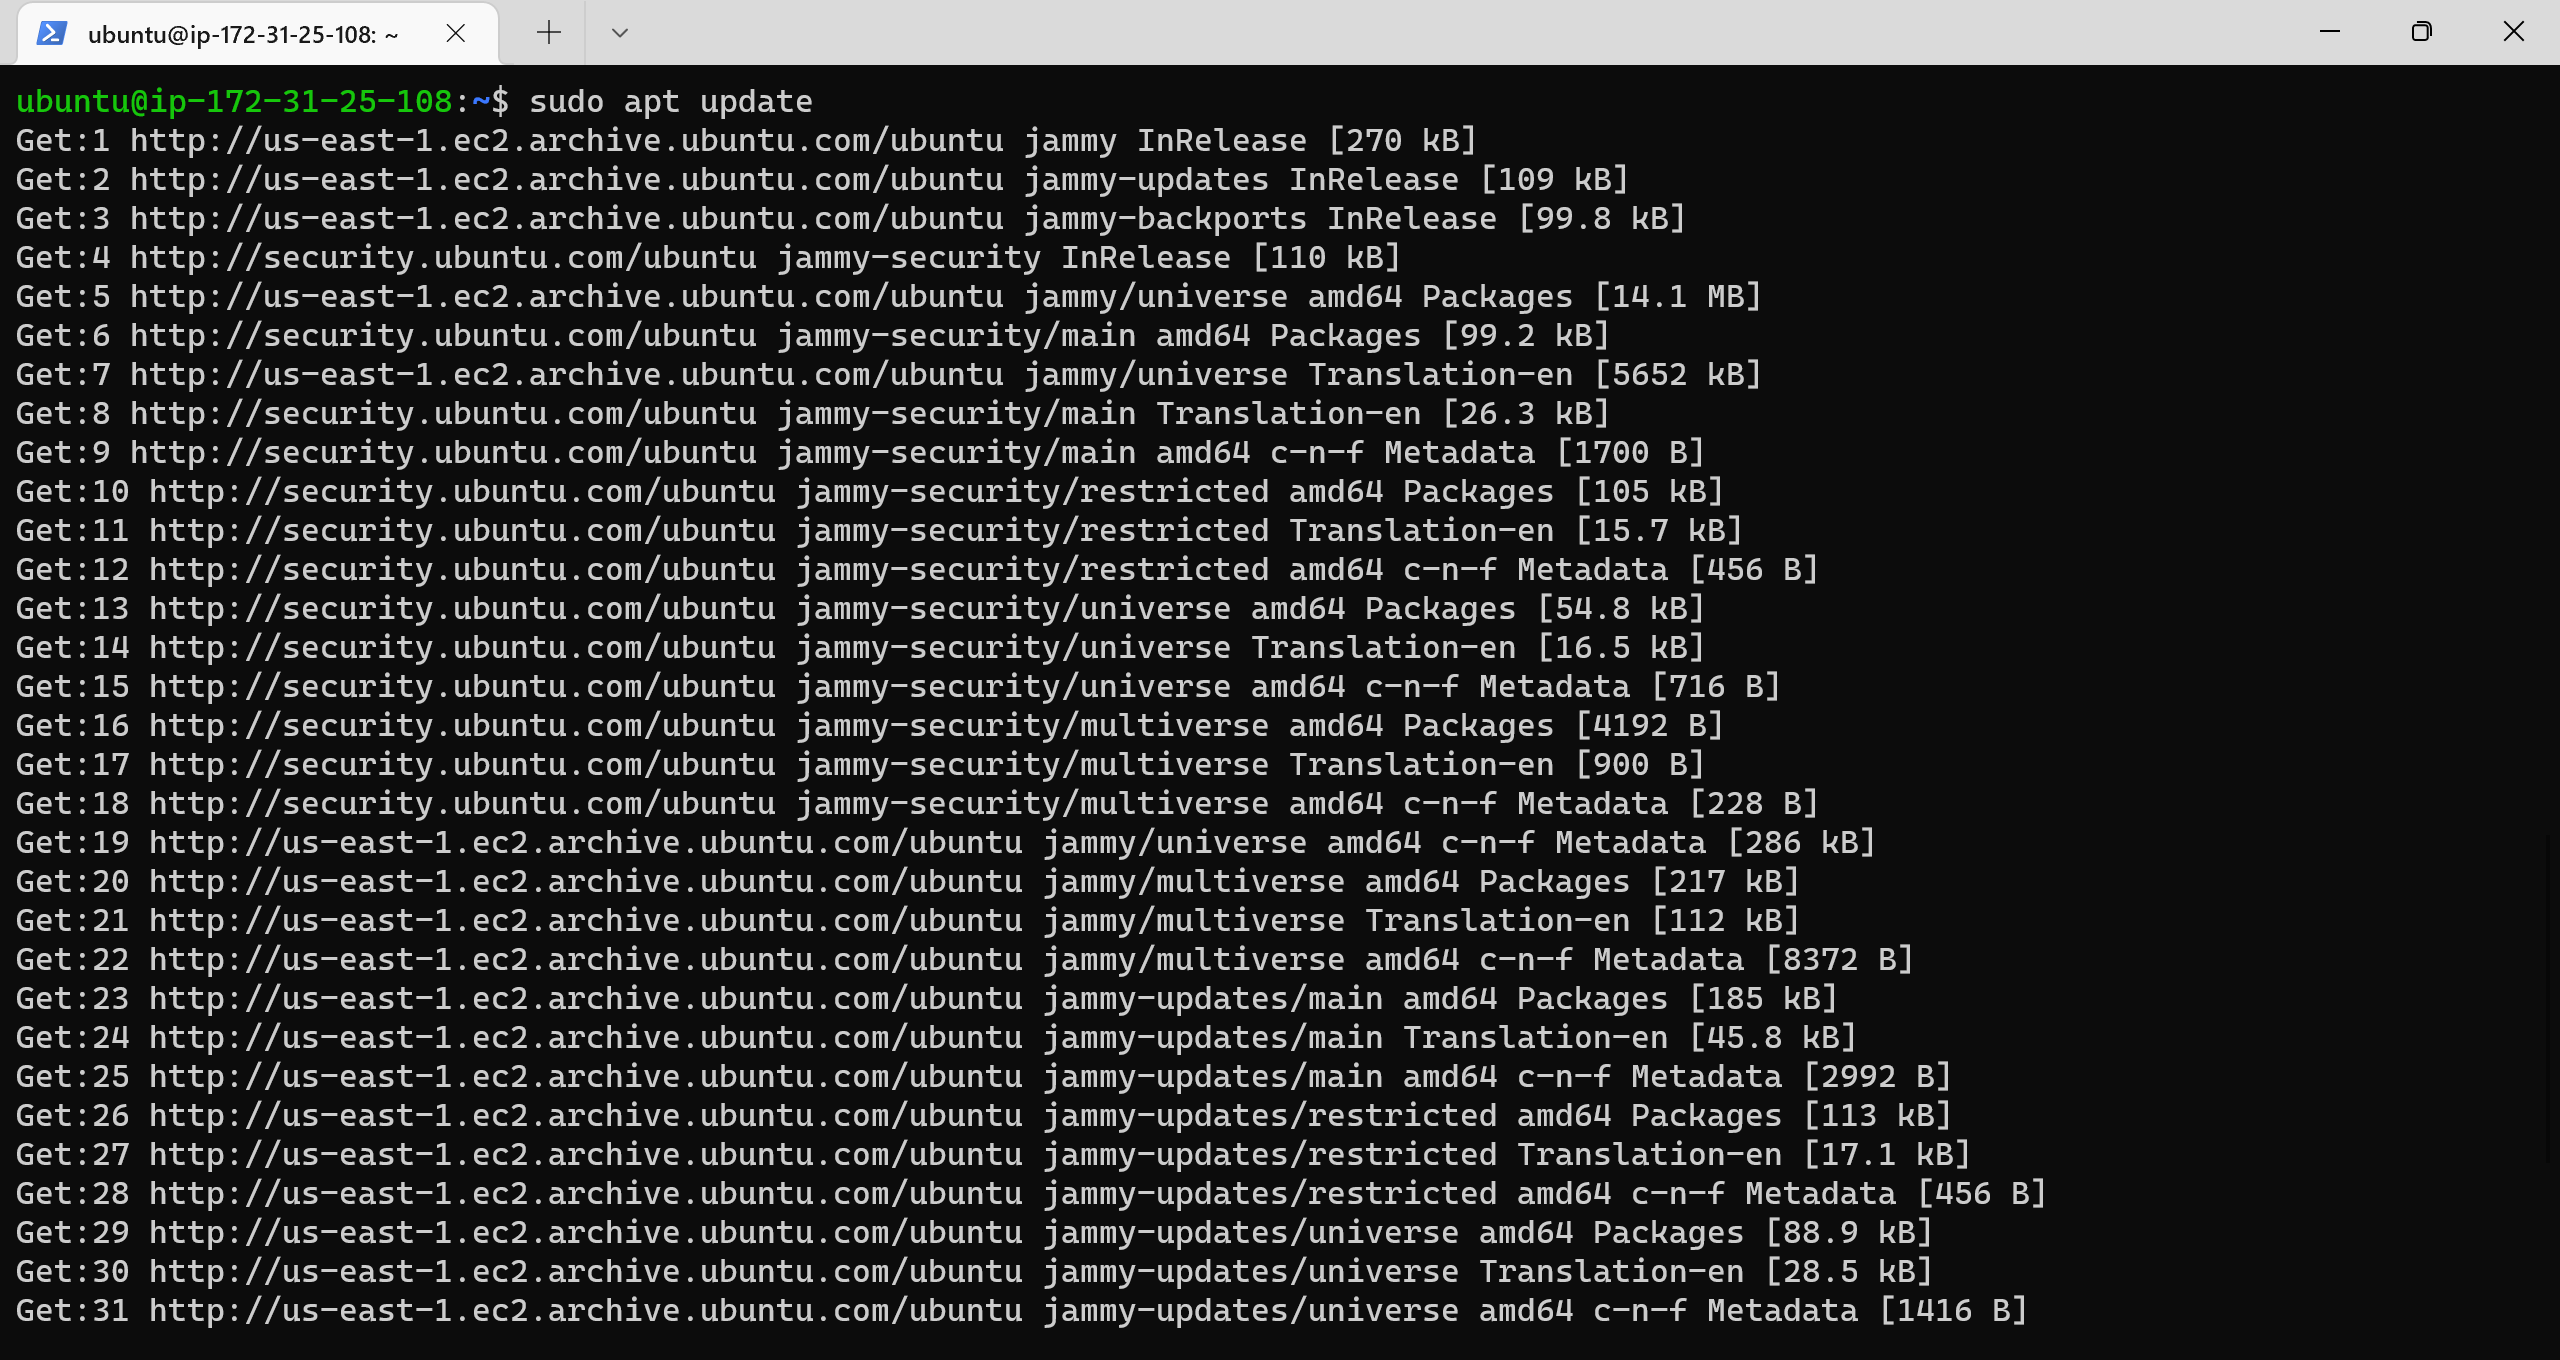 ubuntu@ip-172-31-25-108: ~
ubuntu@ip-172-31-25-108:~$ sudo apt update
Get:1 http://us-east-1.ec2.archive.ubuntu.com/ubuntu jammy InRelease [270 kB]
Get:2 http://us-east-1.ec2.archive.ubuntu.com/ubuntu jammy-updates InRelease [109 kB]
Get:3 http://us-east-1.ec2.archive.ubuntu.com/ubuntu jammy-backports InRelease [99.8 kB]
Get:4 http://security.ubuntu.com/ubuntu jammy-security InRelease [110 kB]
Get:5 http://us-east-1.ec2.archive.ubuntu.com/ubuntu jammy/universe amd64 Packages [14.1 MB]
Get:6 http://security.ubuntu.com/ubuntu jammy-security/main amd64 Packages [99.2 kB]
Get:7 http://us-east-1.ec2.archive.ubuntu.com/ubuntu jammy/universe Translation-en [5652 kB]
Get:8 http://security.ubuntu.com/ubuntu jammy-security/main Translation-en [26.3 kB]
Get:9 http://security.ubuntu.com/ubuntu jammy-security/main amd64 c-n-f Metadata [1700 B]
Get:10 http://security.ubuntu.com/ubuntu jammy-security/restricted amd64 Packages [105 kB]
Get:11 http://security.ubuntu.com/ubuntu jammy-security/restricted Translation-en [15.7 kB]
Get:12 http://security.ubuntu.com/ubuntu jammy-security/restricted amd64 c-n-f Metadata [456 B]
Get:13 http://security.ubuntu.com/ubuntu jammy-security/universe amd64 Packages [54.8 kB]
Get:14 http://security.ubuntu.com/ubuntu jammy-security/universe Translation-en [16.5 kB]
Get:15 http://security.ubuntu.com/ubuntu jammy-security/universe amd64 c-n-f Metadata [716 B]
Get:16 http://security.ubuntu.com/ubuntu jammy-security/multiverse amd64 Packages [4192 B]
Get:17 http://security.ubuntu.com/ubuntu jammy-security/multiverse Translation-en [900 B]
Get:18 http://security.ubuntu.com/ubuntu jammy-security/multiverse amd64 c-n-f Metadata [228 B]
Get:19 http://us-east-1.ec2.archive.ubuntu.com/ubuntu jammy/universe amd64 c-n-f Metadata [286 kB]
Get:20 http://us-east-1.ec2.archive.ubuntu.com/ubuntu jammy/multiverse amd64 Packages [217 kB]
Get:21 http://us-east-1.ec2.archive.ubuntu.com/ubuntu jammy/multiverse Translation-en [112 kB]
Get:22 http://us-east-1.ec2.archive.ubuntu.com/ubuntu jammy/multiverse amd64 c-n-f Metadata [8372 B]
Get:23 http://us-east-1.ec2.archive.ubuntu.com/ubuntu jammy-updates/main amd64 Packages [185 kB]
Get:24 http://us-east-1.ec2.archive.ubuntu.com/ubuntu jammy-updates/main Translation-en [45.8 kB]
Get:25 http://us-east-1.ec2.archive.ubuntu.com/ubuntu jammy-updates/main amd64 c-n-f Metadata [2992 B]
Get:26 http://us-east-1.ec2.archive.ubuntu.com/ubuntu jammy-updates/restricted amd64 Packages [113 kB]
Get:27 http://us-east-1.ec2.archive.ubuntu.com/ubuntu jammy-updates/restricted Translation-en [17.1 kB]
Get:28 http://us-east-1.ec2.archive.ubuntu.com/ubuntu jammy-updates/restricted amd64 c-n-f Metadata [456 B]
Get:29 http://us-east-1.ec2.archive.ubuntu.com/ubuntu jammy-updates/universe amd64 Packages [88.9 kB]
Get:30 http://us-east-1.ec2.archive.ubuntu.com/ubuntu jammy-updates/universe Translation-en [28.5 kB]
Get:31 http://us-east-1.ec2.archive.ubuntu.com/ubuntu jammy-updates/universe amd64 c-n-f Metadata [1416 B]